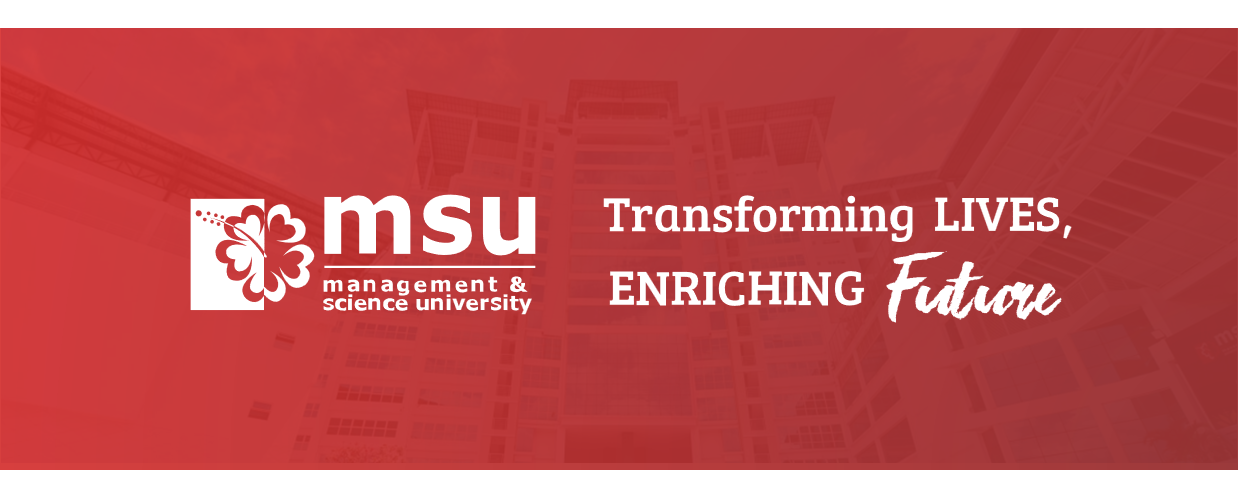 msu
management &
science university
Transforming LIVES,
ENRICHING Future